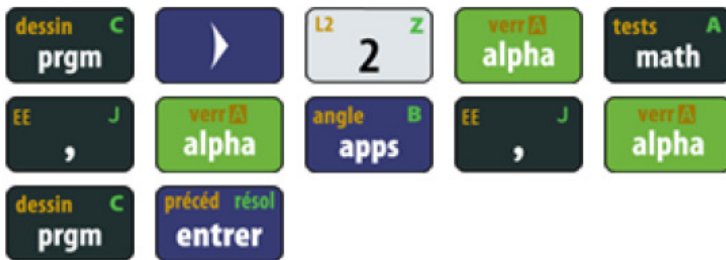 dessin C L2 Z verr A tests A
prgm 2 alpha math
EE J verr A angle B EE J verr A
, alpha apps , alpha
dessin C précéd résol
prgm entrer